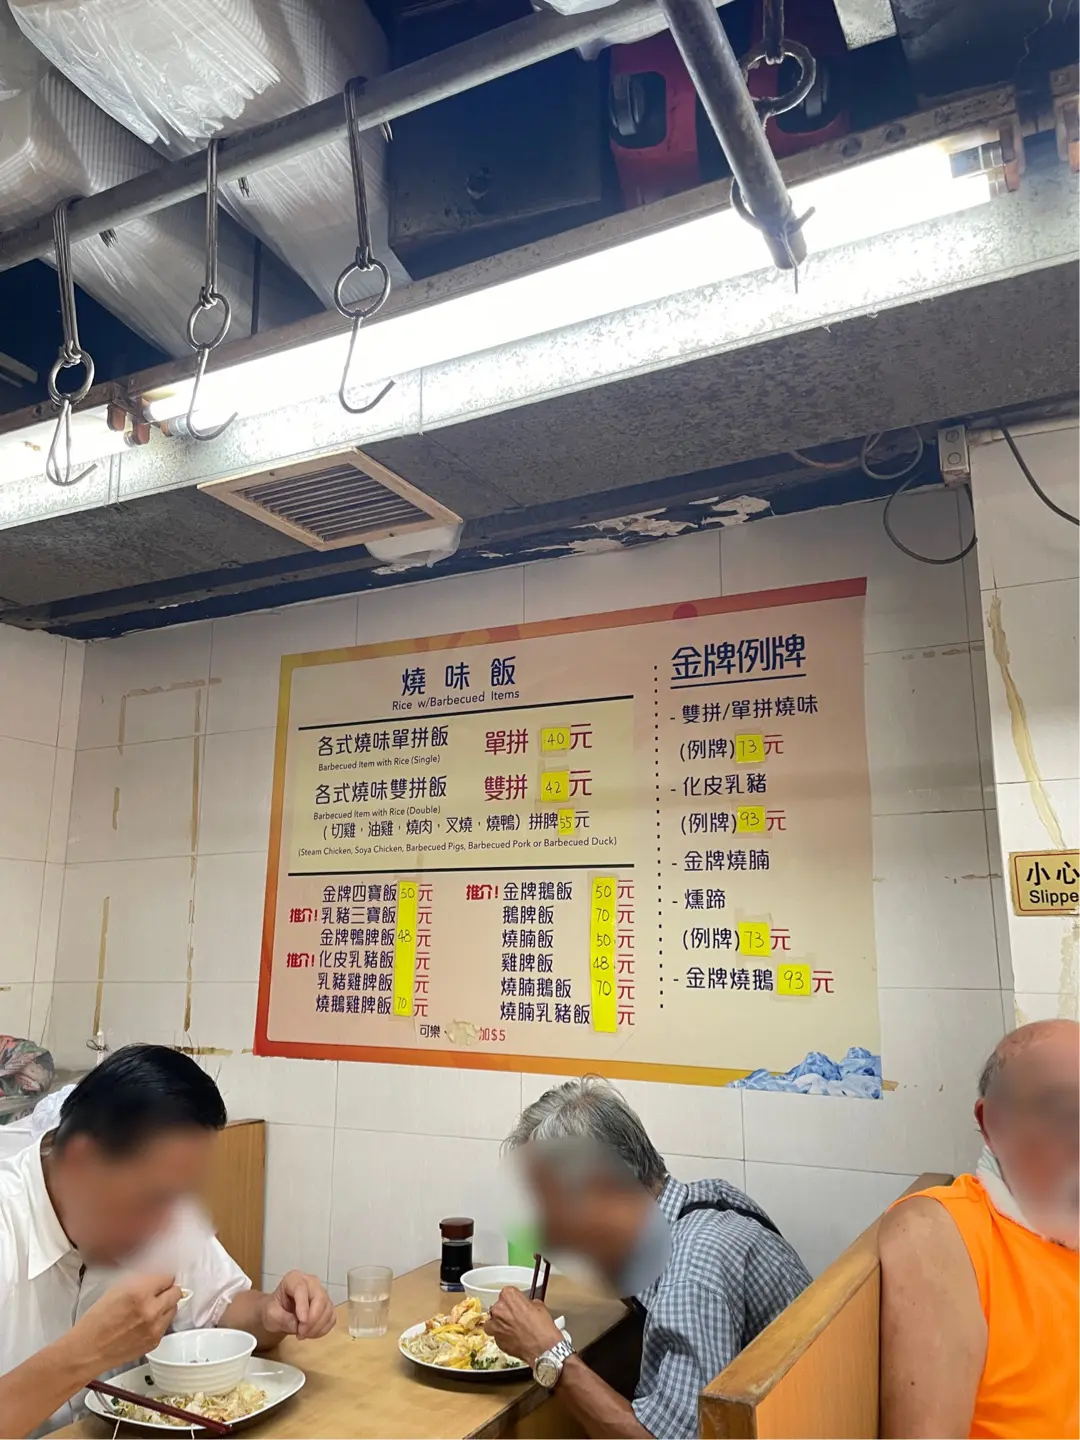 燒味飯
Rice w/Barbecued Items
各式燒味單拼飯 單拼 40元
Barbecued Item with Rice (Single)
各式燒味雙拼飯 雙拼 42元
Barbecued Item with Rice (Double)
(切雞，油雞，燒肉，叉燒，燒鴨) 拼脾55元
(Steam Chicken, Soya Chicken, Barbecued Pigs, Barbecued Pork or Barbecued Duck)
金牌四寶飯50元
推介!乳豬三寶飯 元
金牌鴨脾飯48元
推介!化皮乳豬飯 元
乳豬雞脾飯 元
燒鵝雞脾飯70元
推介!金牌鵝飯 50元
鵝脾飯 70元
燒腩飯 50元
雞脾飯 48元
燒腩鵝飯 70元
燒腩乳豬飯 元
可樂 加$5
金牌例牌
- 雙拼/單拼燒味
(例牌)73元
- 化皮乳豬
(例牌)93元
- 金牌燒腩
- 燻蹄
(例牌)73元
- 金牌燒鵝93元
小心
Slippe